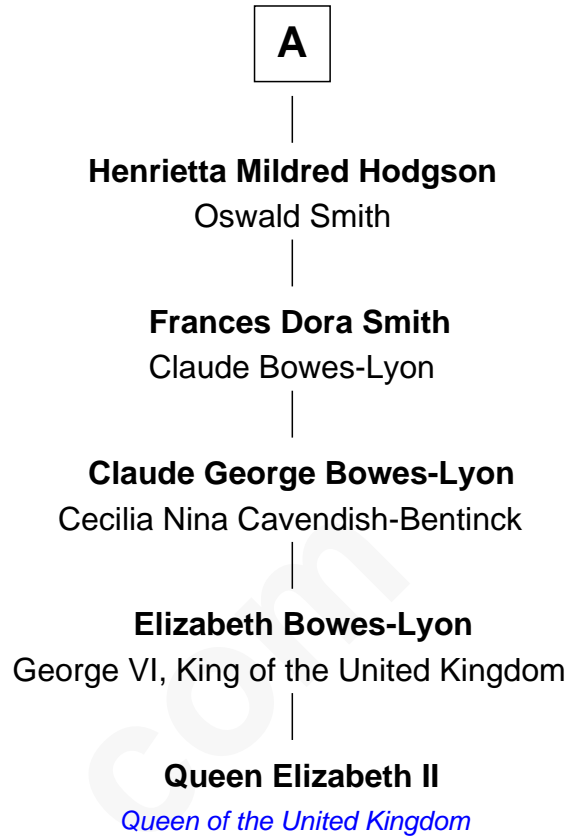 A
Henrietta Mildred Hodgson
Oswald Smith
Frances Dora Smith
Claude Bowes-Lyon
Claude George Bowes-Lyon
Cecilia Nina Cavendish-Bentinck
Elizabeth Bowes-Lyon
George VI, King of the United Kingdom
Queen Elizabeth II
Queen of the United Kingdom
com